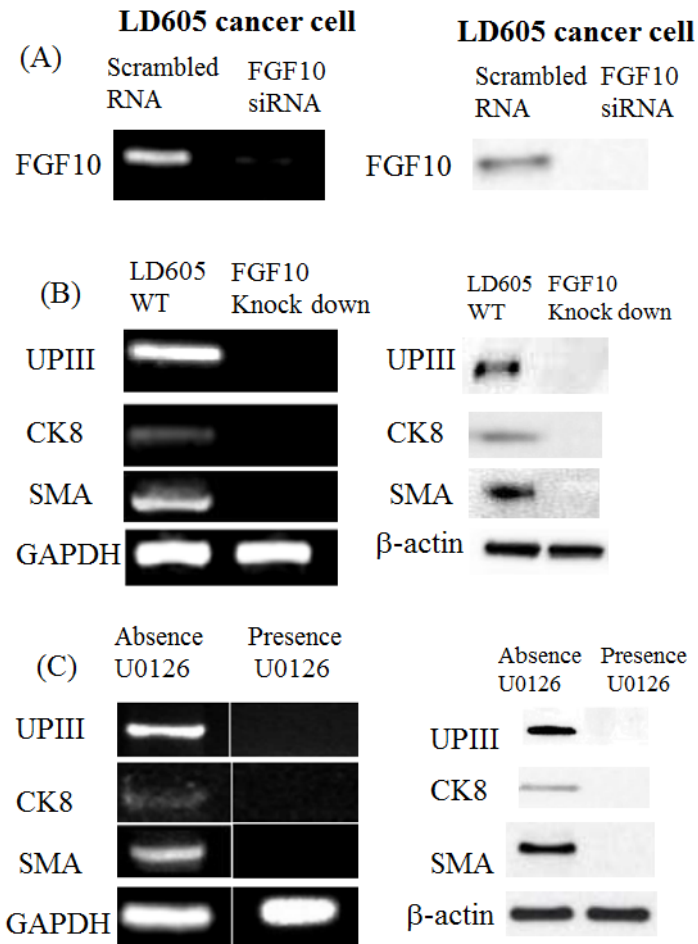 LD605 cancer cell
(A)
Scrambled
RNA
FGF10
siRNA
FGF10
LD605 cancer cell
Scrambled
RNA
FGF10
siRNA
FGF10
(B)
LD605
WT
FGF10
Knock down
UPIII
CK8
SMA
GAPDH
LD605
WT
FGF10
Knock down
UPIII
CK8
SMA
β-actin
(C)
Absence
U0126
Presence
U0126
UPIII
CK8
SMA
GAPDH
Absence
U0126
Presence
U0126
UPIII
CK8
SMA
β-actin